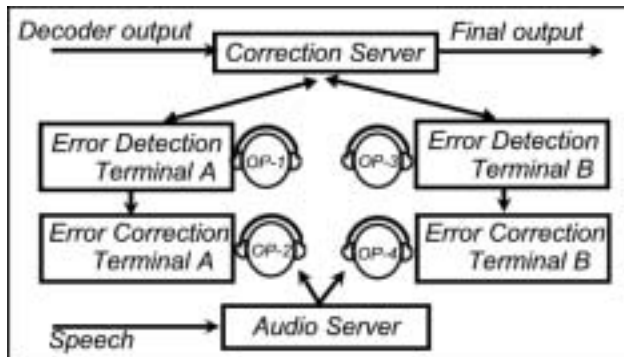 Decoder output
Final output
Correction Server
Error Detection
Terminal A
OP-1
OP-3
Error Detection
Terminal B
Error Correction
Terminal A
OP-2
OP-4
Error Correction
Terminal B
Speech
Audio Server